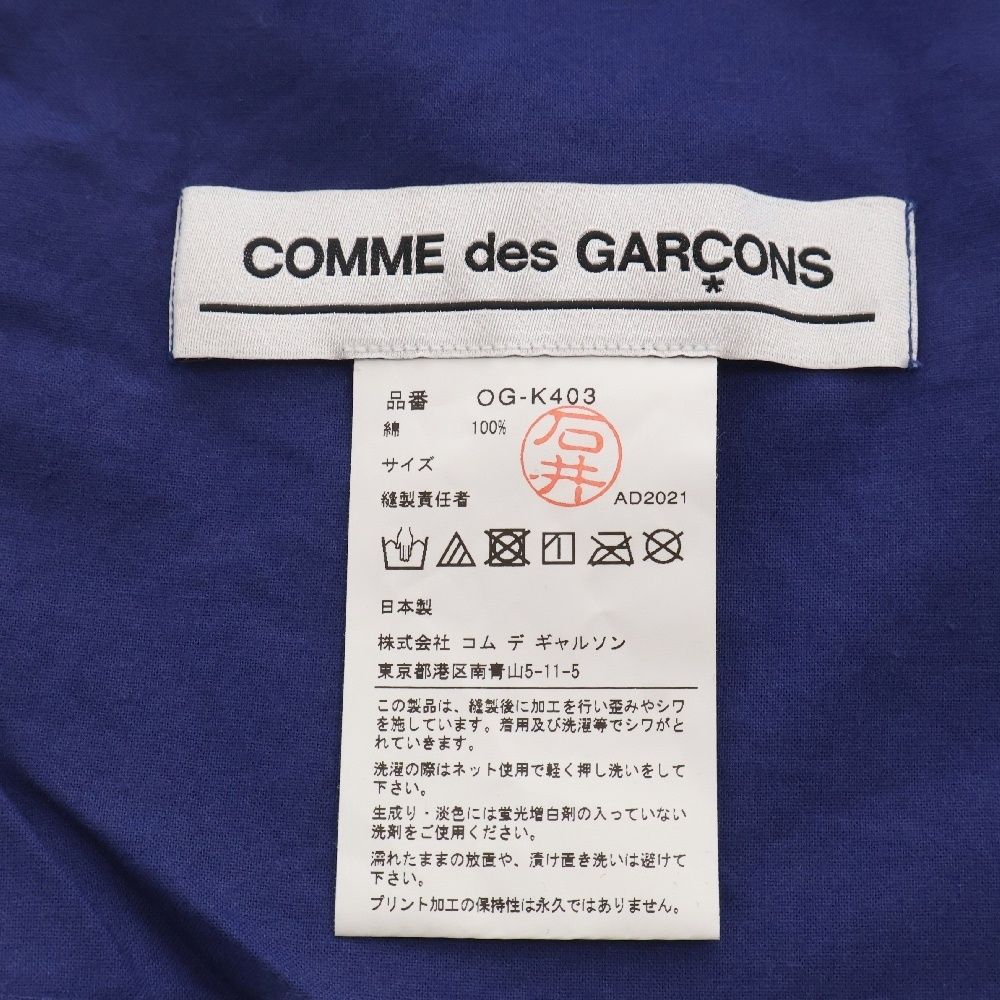 COMME des GARÇONS
*
品番 OG-K403
綿 100%
サイズ
石井
縫製責任者 AD2021
日本製
株式会社 コム デ ギャルソン
東京都港区南青山5-11-5
この製品は、縫製後に加工を行い歪みやシワ
を施しています。着用及び洗濯等でシワがと
れていきます。
洗濯の際はネット使用で軽く押し洗いをして
下さい。
生成り・淡色には蛍光増白剤の入っていない
洗剤をご使用ください。
濡れたままの放置や、漬け置き洗いは避けて
下さい。
プリント加工の保持性は永久ではありません。